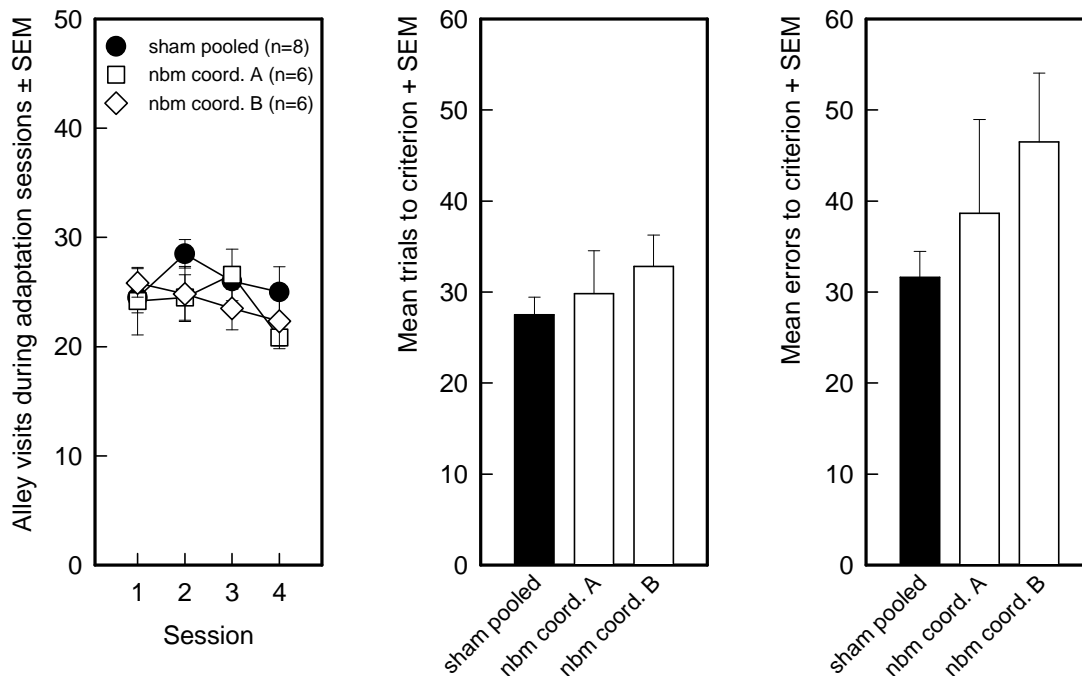 Alley visits during adaptation sessions ± SEM
50
40
30
20
10
0
sham pooled (n=8)
nbm coord. A (n=6)
nbm coord. B (n=6)
1 2 3 4
Session
Mean trials to criterion + SEM
60
50
40
30
20
10
0
sham pooled
nbm coord. A
nbm coord. B
Mean errors to criterion + SEM
60
50
40
30
20
10
0
sham pooled
nbm coord. A
nbm coord. B